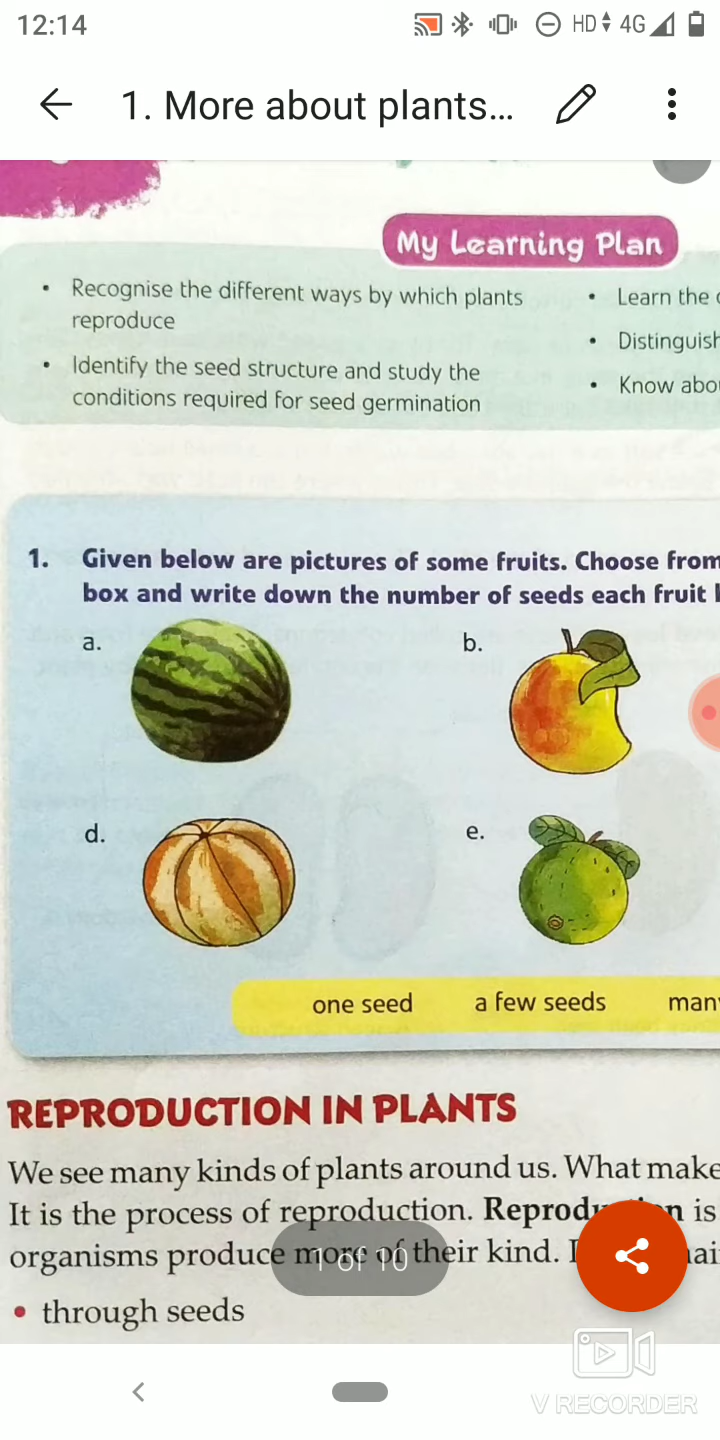 12:14
HD 4G
1. More about plants...
My Learning Plan
• Recognise the different ways by which plants
reproduce
• Identify the seed structure and study the
conditions required for seed germination
• Learn the
• Distinguish
• Know abou
1. Given below are pictures of some fruits. Choose from
box and write down the number of seeds each fruit
a.
b.
d.
e.
one seed
a few seeds
many
REPRODUCTION IN PLANTS
We see many kinds of plants around us. What make
It is the process of reproduction. is
organisms produce more of their kind.
1 of 10
• through seeds
V RECORDER